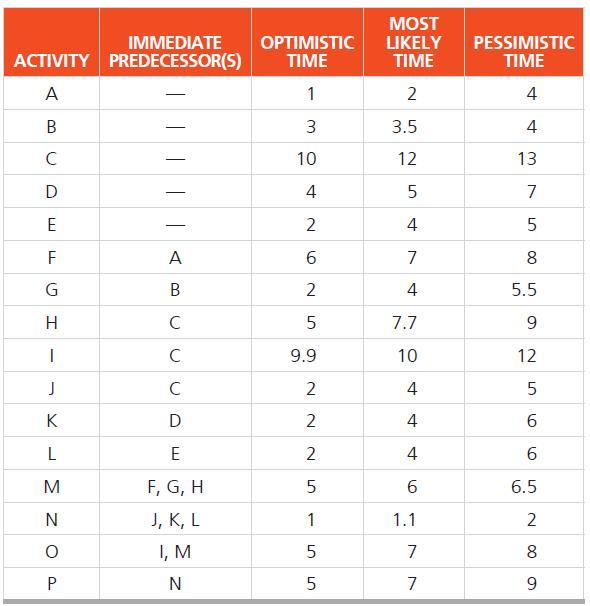 ACTIVITY IMMEDIATE PREDECESSOR(S) OPTIMISTIC TIME MOST LIKELY TIME PESSIMISTIC TIME
A — 1 2 4
B — 3 3.5 4
C — 10 12 13
D — 4 5 7
E — 2 4 5
F A 6 7 8
G B 2 4 5.5
H C 5 7.7 9
I C 9.9 10 12
J C 2 4 5
K D 2 4 6
L E 2 4 6
M F, G, H 5 6 6.5
N J, K, L 1 1.1 2
O I, M 5 7 8
P N 5 7 9